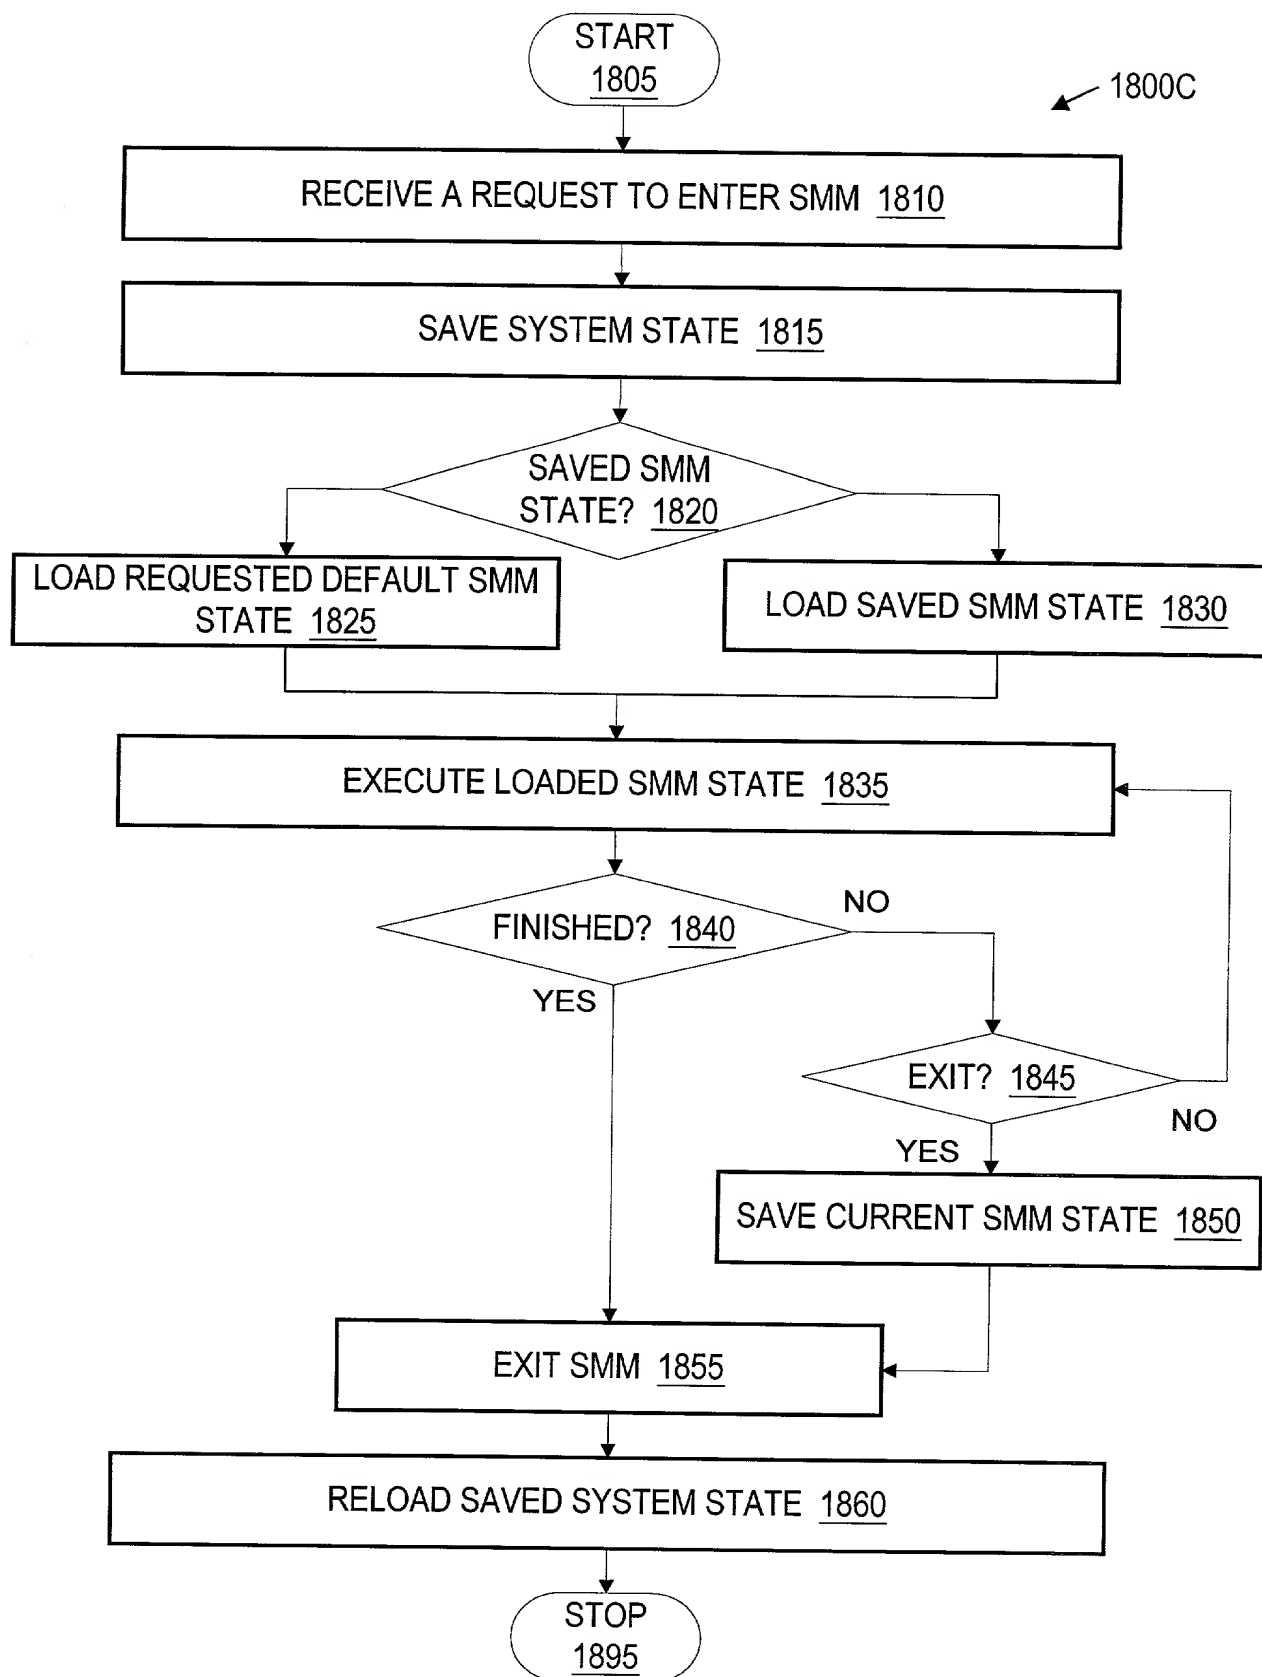 START
1805
1800C
RECEIVE A REQUEST TO ENTER SMM 1810
SAVE SYSTEM STATE 1815
SAVED SMM
STATE? 1820
LOAD REQUESTED DEFAULT SMM
STATE 1825
LOAD SAVED SMM STATE 1830
EXECUTE LOADED SMM STATE 1835
FINISHED? 1840
NO
YES
EXIT? 1845
NO
YES
SAVE CURRENT SMM STATE 1850
EXIT SMM 1855
RELOAD SAVED SYSTEM STATE 1860
STOP
1895